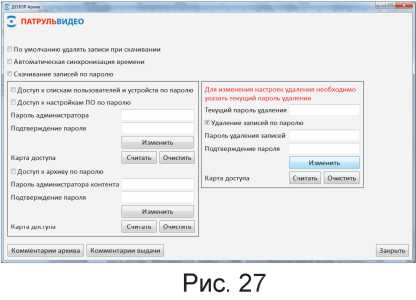 ДОЗОР Архив
ПАТРУЛЬВИДЕО
По умолчанию удалять записи при скачивании
Автоматическая синхронизация времени
Скачивание записей по паролю
Доступ к спискам пользователей и устройств по паролю
Доступ к настройкам ПО по паролю
Пароль администратора
Подтверждение пароля
Изменить
Карта доступа
Считать
Очистить
Доступ к архиву по паролю
Пароль администратора контента
Подтверждение пароля
Изменить
Карта доступа
Считать
Очистить
Для изменения настроек удаления необходимо
указать текущий пароль удаления
Текущий пароль удаления
Удаление записей по паролю
Пароль удаления записей
Подтверждение пароля
Изменить
Карта доступа
Считать
Очистить
Комментарии архива
Комментарии выдачи
Закрыть
Рис. 27